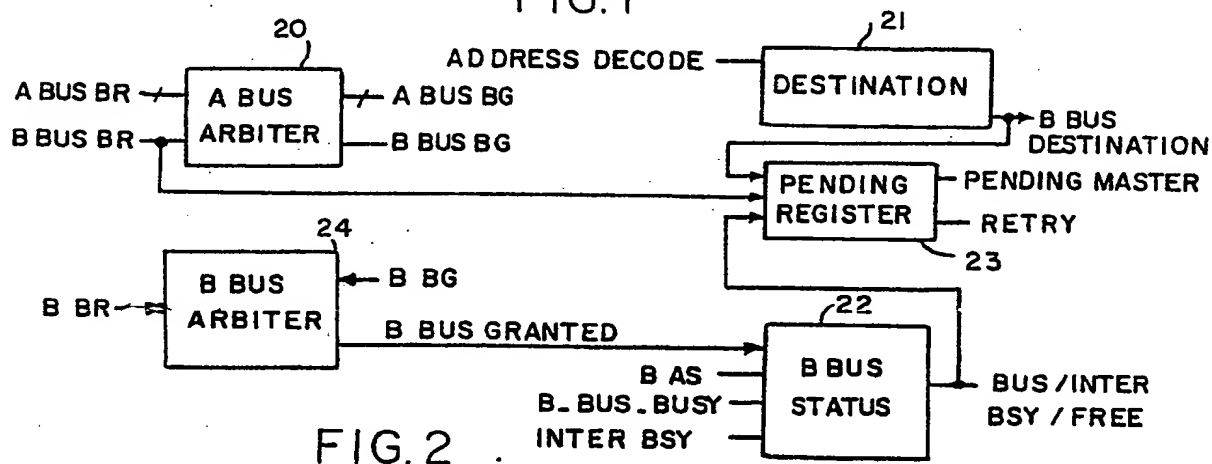 FIG. 1
20
21
ADDRESS DECODE
DESTINATION
A BUS BR
A BUS
ARBITER
A BUS BG
B BUS BR
B BUS BG
B BUS
DESTINATION
PENDING
REGISTER
PENDING MASTER
RETRY
23
24
B BUS
ARBITER
B BG
B BR
B BUS GRANTED
22
B BUS
STATUS
B AS
B_BUS_BUSY
INTER BSY
BUS / INTER
BSY / FREE
FIG. 2